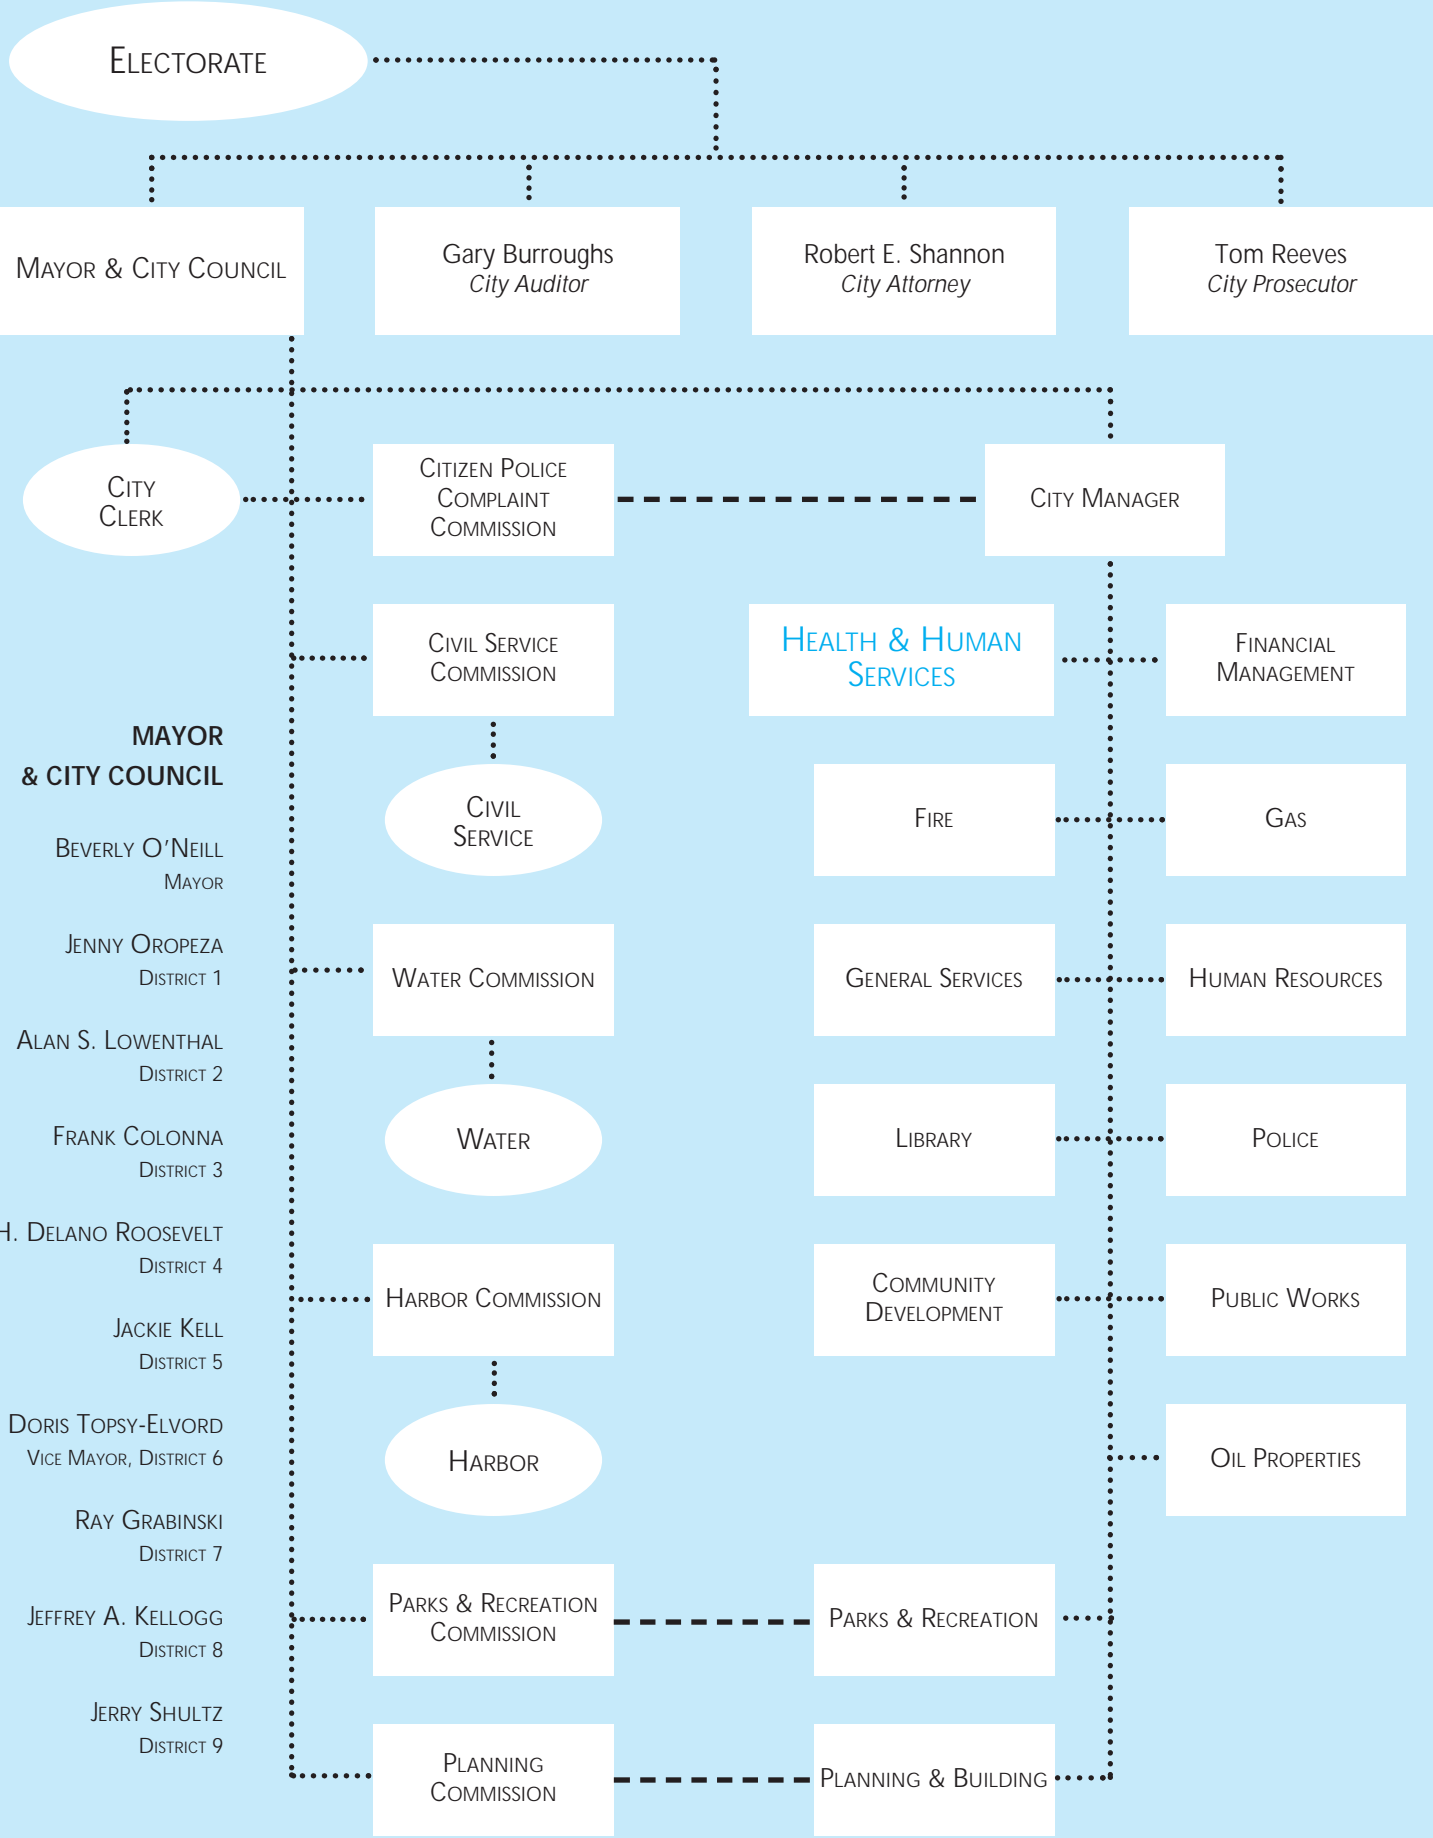 ELECTORATE
MAYOR & CITY COUNCIL
Gary Burroughs
City Auditor
Robert E. Shannon
City Attorney
Tom Reeves
City Prosecutor
CITY
CLERK
CITIZEN POLICE
COMPLAINT
COMMISSION
CITY MANAGER
CIVIL SERVICE
COMMISSION
HEALTH & HUMAN
SERVICES
FINANCIAL
MANAGEMENT
CIVIL
SERVICE
FIRE
GAS
WATER COMMISSION
GENERAL SERVICES
HUMAN RESOURCES
WATER
LIBRARY
POLICE
HARBOR COMMISSION
COMMUNITY
DEVELOPMENT
PUBLIC WORKS
HARBOR
OIL PROPERTIES
PARKS & RECREATION
COMMISSION
PARKS & RECREATION
PLANNING
COMMISSION
PLANNING & BUILDING
MAYOR
& CITY COUNCIL
BEVERLY O'NEILL
MAYOR
JENNY OROPEZA
DISTRICT 1
ALAN S. LOWENTHAL
DISTRICT 2
FRANK COLONNA
DISTRICT 3
H. DELANO ROOSEVELT
DISTRICT 4
JACKIE KELL
DISTRICT 5
DORIS TOPSY-ELVORD
VICE MAYOR, DISTRICT 6
RAY GRABINSKI
DISTRICT 7
JEFFREY A. KELLOGG
DISTRICT 8
JERRY SHULTZ
DISTRICT 9